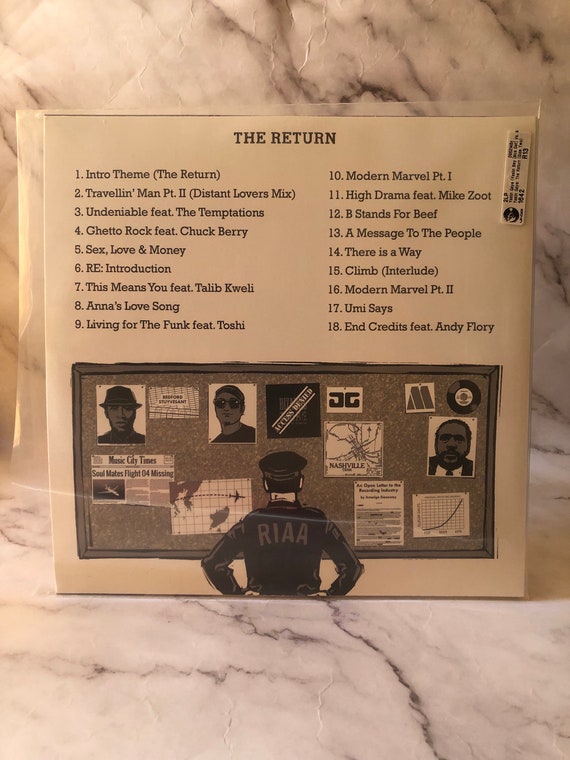 THE RETURN
1. Intro Theme (The Return)
2. Travellin' Man Pt. II (Distant Lovers Mix)
3. Undeniable feat. The Temptations
4. Ghetto Rock feat. Chuck Berry
5. Sex, Love & Money
6. RE: Introduction
7. This Means You feat. Talib Kweli
8. Anna's Love Song
9. Living for The Funk feat. Toshi
10. Modern Marvel Pt. I
11. High Drama feat. Mike Zoot
12. B Stands For Beef
13. A Message To The People
14. There is a Way
15. Climb (Interlude)
16. Modern Marvel Pt. II
17. Umi Says
18. End Credits feat. Andy Flory
2LP
1642
R13
BEDFORD
STUYVESANT
ACCESS DENIED
Music City Times
Soul Mates Flight 04 Missing
NASHVILLE
An Open Letter to the
Recording Industry
RIAA